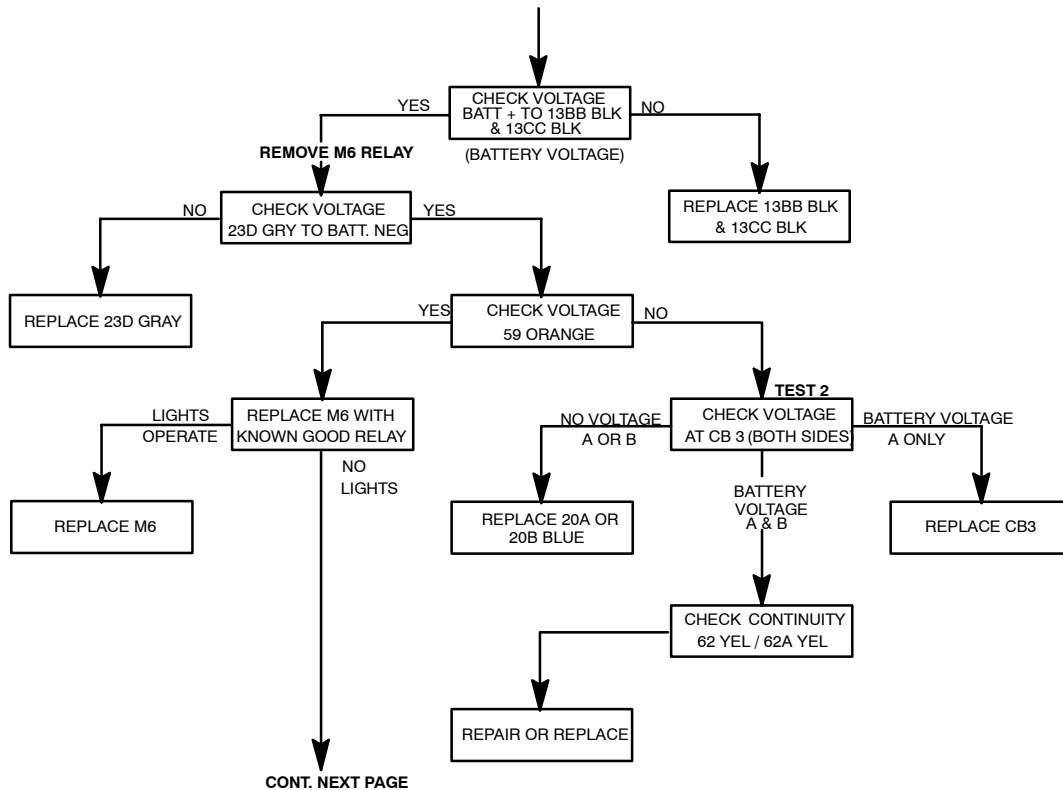 CHECK VOLTAGE
BATT + TO 13BB BLK
& 13CC BLK
YES
NO
(BATTERY VOLTAGE)
REMOVE M6 RELAY
CHECK VOLTAGE
23D GRY TO BATT. NEG
NO
YES
REPLACE 13BB BLK
& 13CC BLK
REPLACE 23D GRAY
YES
CHECK VOLTAGE
59 ORANGE
NO
TEST 2
LIGHTS
OPERATE
REPLACE M6 WITH
KNOWN GOOD RELAY
NO VOLTAGE
A OR B
CHECK VOLTAGE
AT CB 3 (BOTH SIDES)
BATTERY VOLTAGE
A ONLY
NO
LIGHTS
BATTERY
VOLTAGE
A & B
REPLACE M6
REPLACE 20A OR
20B BLUE
REPLACE CB3
CHECK CONTINUITY
62 YEL / 62A YEL
REPAIR OR REPLACE
CONT. NEXT PAGE